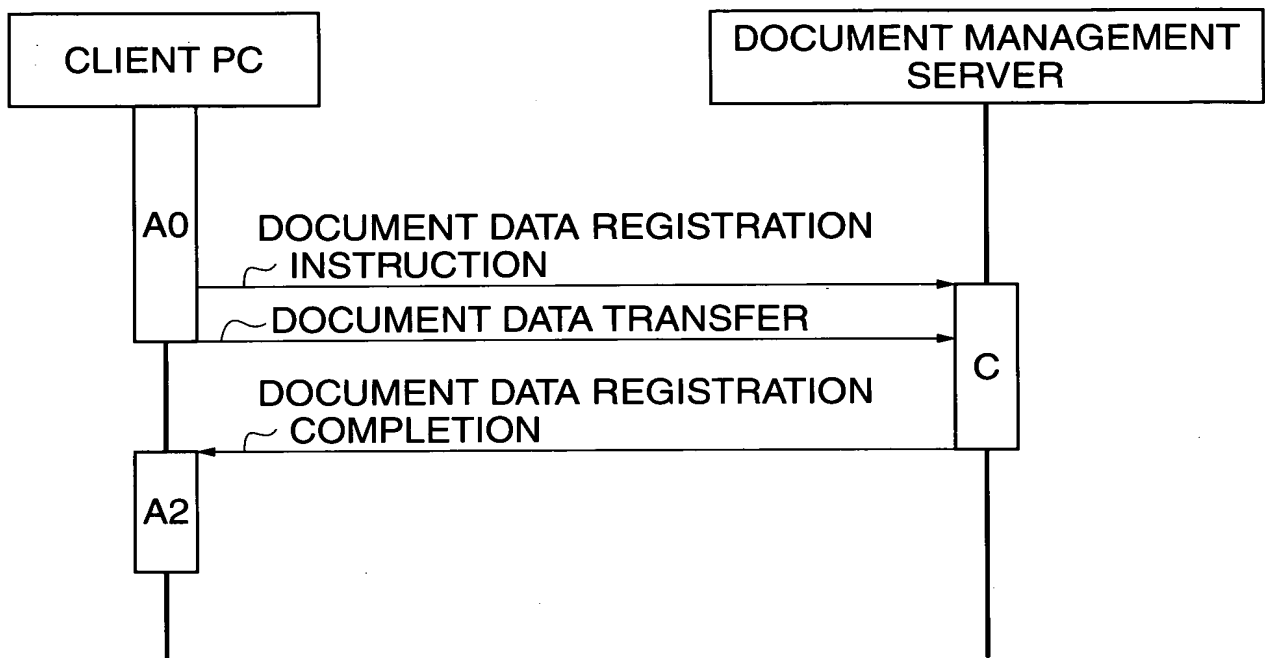 CLIENT PC
DOCUMENT MANAGEMENT
SERVER
A0
DOCUMENT DATA REGISTRATION
INSTRUCTION
DOCUMENT DATA TRANSFER
C
DOCUMENT DATA REGISTRATION
COMPLETION
A2